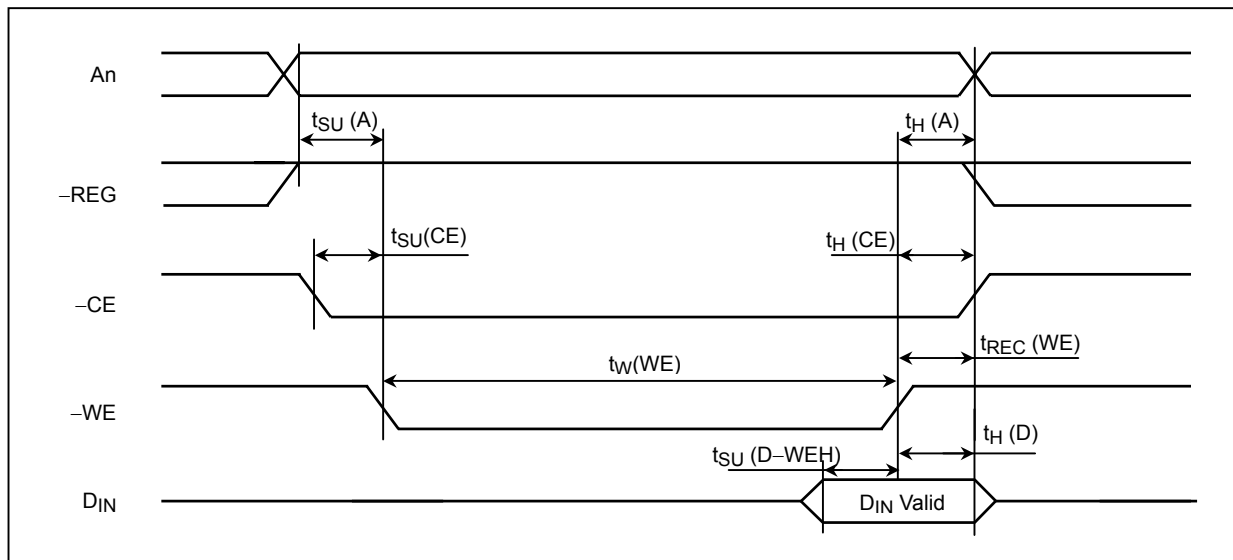 An
tSU (A)
tH (A)
–REG
tSU(CE)
tH (CE)
–CE
tREC (WE)
tW(WE)
–WE
tH (D)
tSU (D–WEH)
DIN
DIN Valid